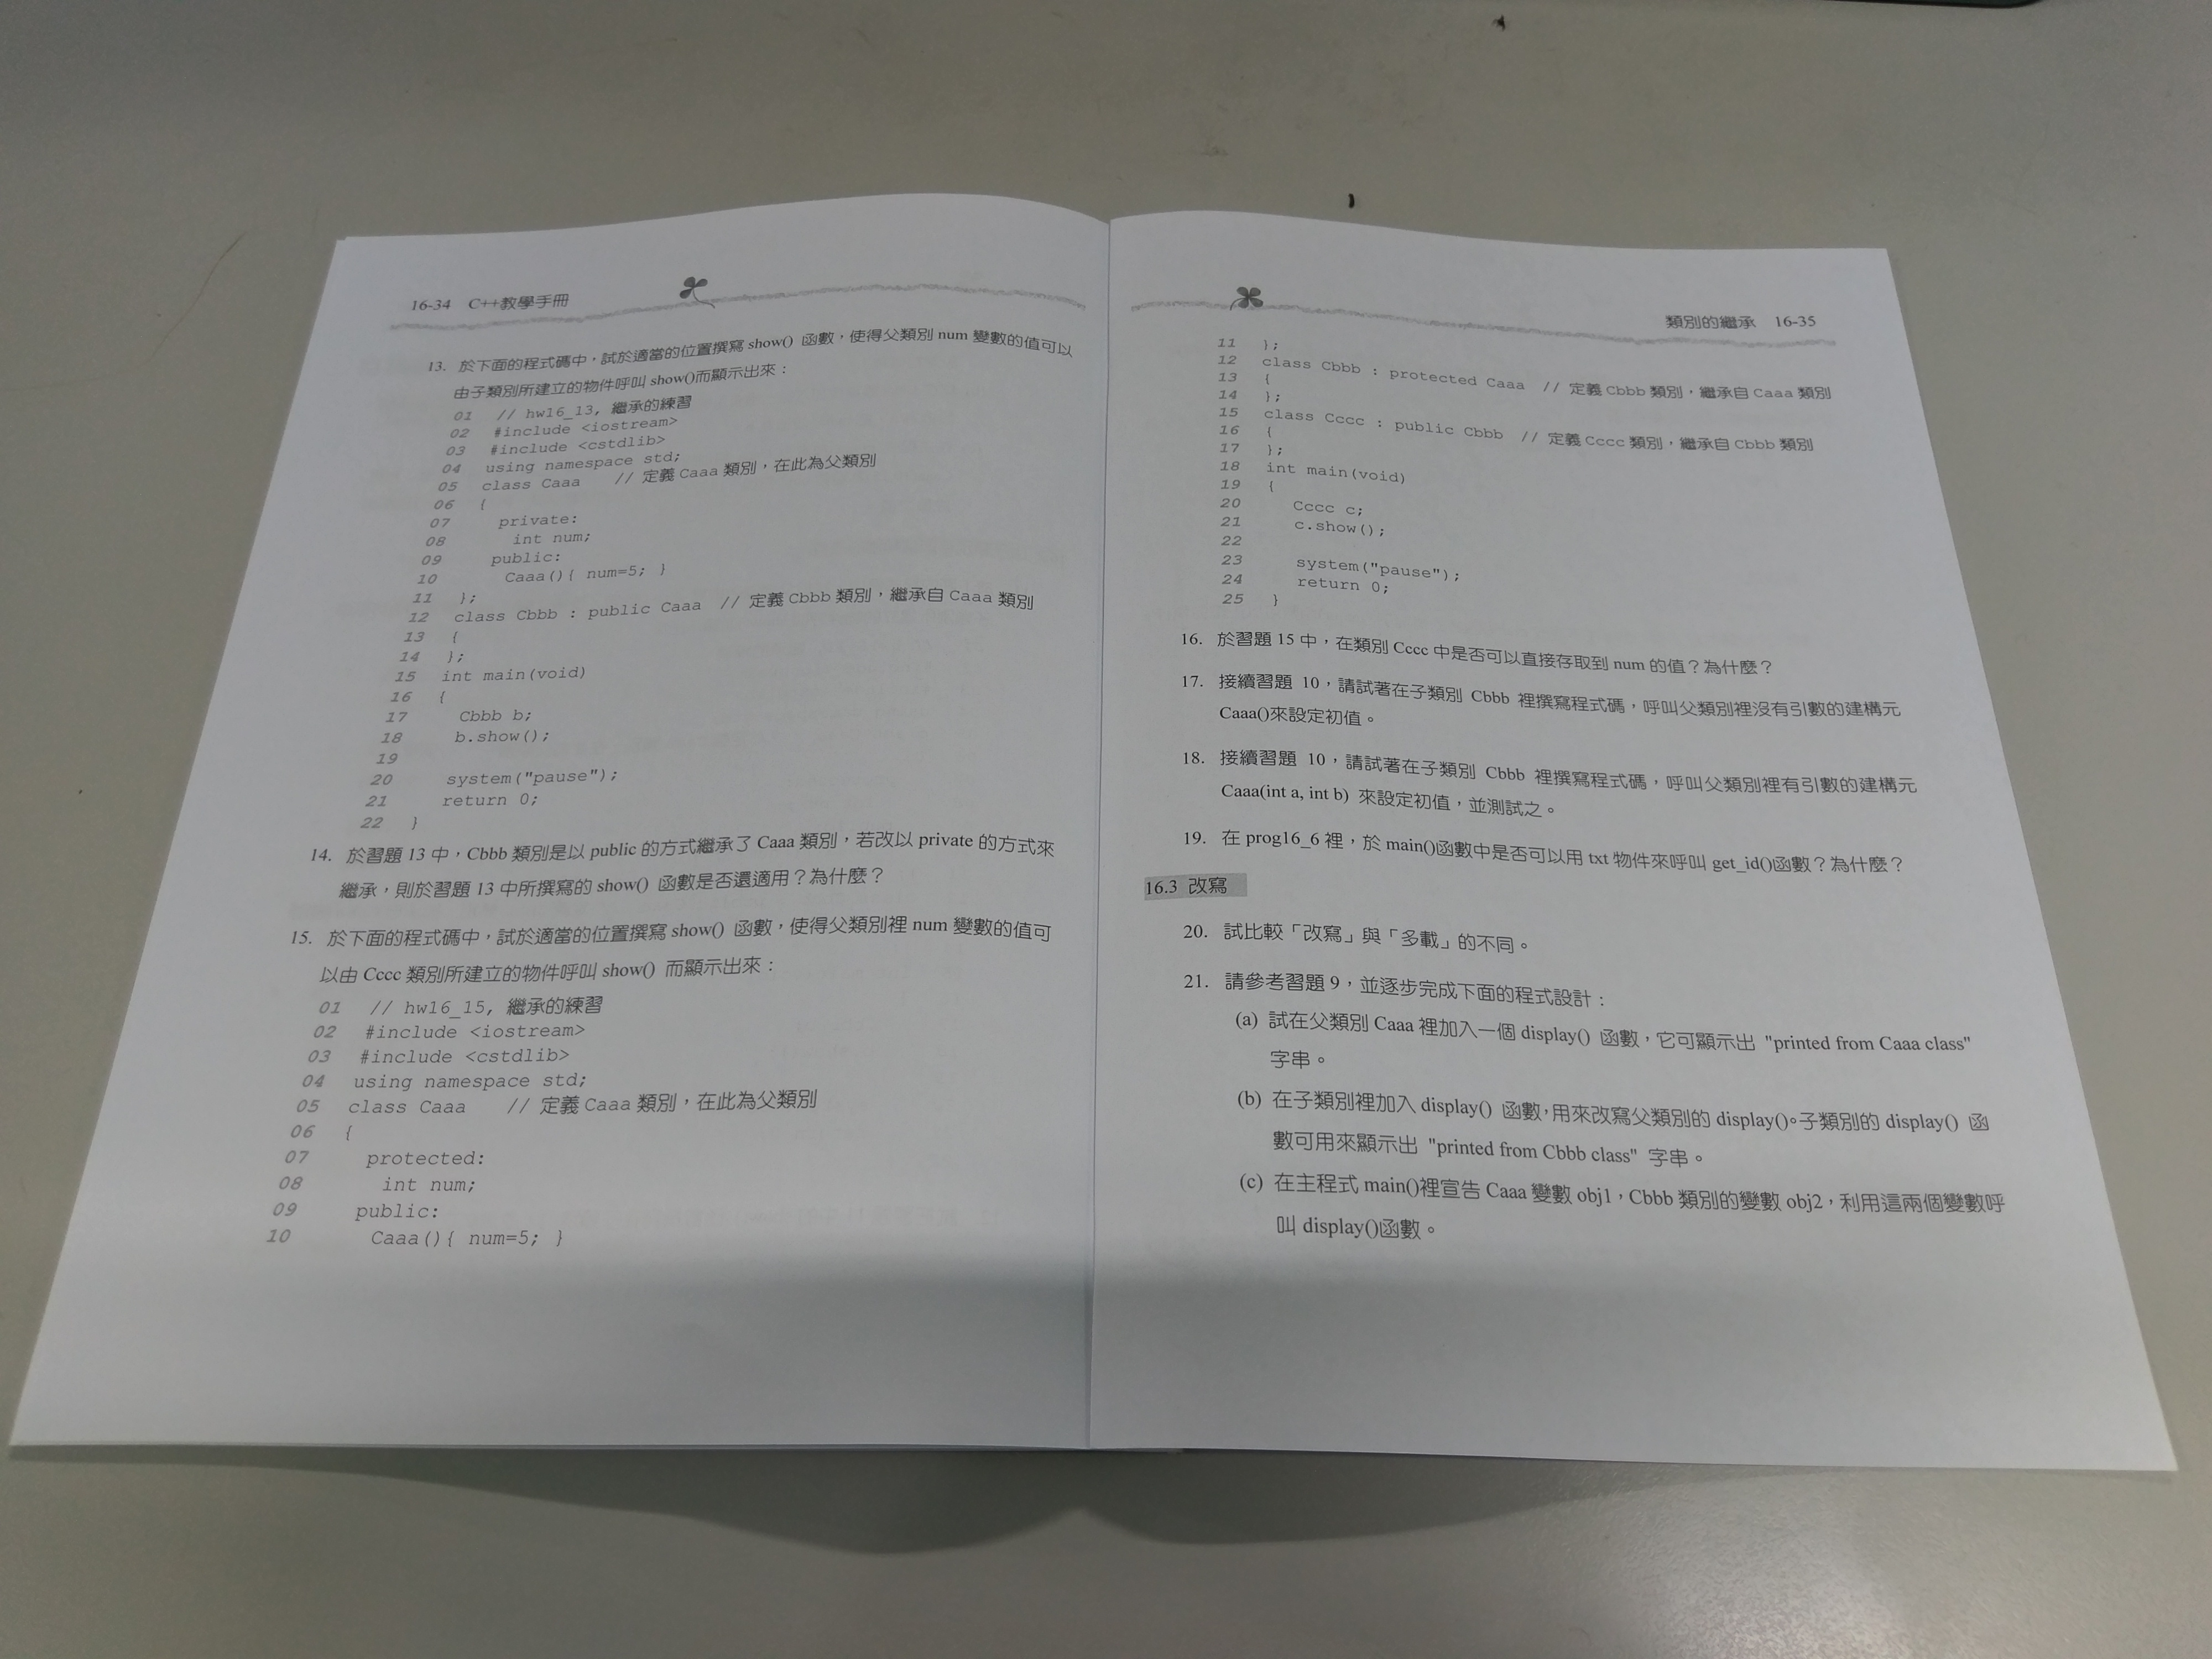 16-34 C++教學手冊
13. 於下面的程式碼中,試於適當的位置撰寫 show() 函數,使得父類別 num 變數的值可以
由子類別所建立的物件呼叫 show()而顯示出來:
01 // hw16_13, 繼承的練習
02 #include <iostream>
03 #include <cstdlib>
04 using namespace std;
05 class Caaa // 定義 Caaa 類別,在此為父類別
06 {
07 private:
08 int num;
09 public:
10 Caaa(){ num=5; }
11 };
12 class Cbbb : public Caaa // 定義 Cbbb 類別,繼承自 Caaa 類別
13 {
14 };
15 int main(void)
16 {
17 Cbbb b;
18 b.show();
19
20 system("pause");
21 return 0;
22 }
14. 於習題 13 中,Cbbb 類別是以 public 的方式繼承了 Caaa 類別,若改以 private 的方式來
繼承,則於習題 13 中所撰寫的 show() 函數是否還適用?為什麼?
15. 於下面的程式碼中,試於適當的位置撰寫 show() 函數,使得父類別裡 num 變數的值可
以由 Cccc 類別所建立的物件呼叫 show() 而顯示出來:
01 // hw16_15, 繼承的練習
02 #include <iostream>
03 #include <cstdlib>
04 using namespace std;
05 class Caaa // 定義 Caaa 類別,在此為父類別
06 {
07 protected:
08 int num;
09 public:
10 Caaa(){ num=5; }
類別的繼承 16-35
11 };
12 class Cbbb : protected Caaa // 定義 Cbbb 類別,繼承自 Caaa 類別
13 {
14 };
15 class Cccc : public Cbbb // 定義 Cccc 類別,繼承自 Cbbb 類別
16 {
17 };
18 int main(void)
19 {
20 Cccc c;
21 c.show();
22
23 system("pause");
24 return 0;
25 }
16. 於習題 15 中,在類別 Cccc 中是否可以直接存取到 num 的值?為什麼?
17. 接續習題 10,請試著在子類別 Cbbb 裡撰寫程式碼,呼叫父類別裡沒有引數的建構元
Caaa()來設定初值。
18. 接續習題 10,請試著在子類別 Cbbb 裡撰寫程式碼,呼叫父類別裡有引數的建構元
Caaa(int a, int b) 來設定初值,並測試之。
19. 在 prog16_6 裡,於 main()函數中是否可以用 txt 物件來呼叫 get_id()函數?為什麼?
16.3 改寫
20. 試比較「改寫」與「多載」的不同。
21. 請參考習題 9,並逐步完成下面的程式設計:
(a) 試在父類別 Caaa 裡加入一個 display() 函數,它可顯示出 "printed from Caaa class"
字串。
(b) 在子類別裡加入 display() 函數,用來改寫父類別的 display()。子類別的 display() 函
數可用來顯示出 "printed from Cbbb class" 字串。
(c) 在主程式 main()裡宣告 Caaa 變數 obj1,Cbbb 類別的變數 obj2,利用這兩個變數呼
叫 display()函數。